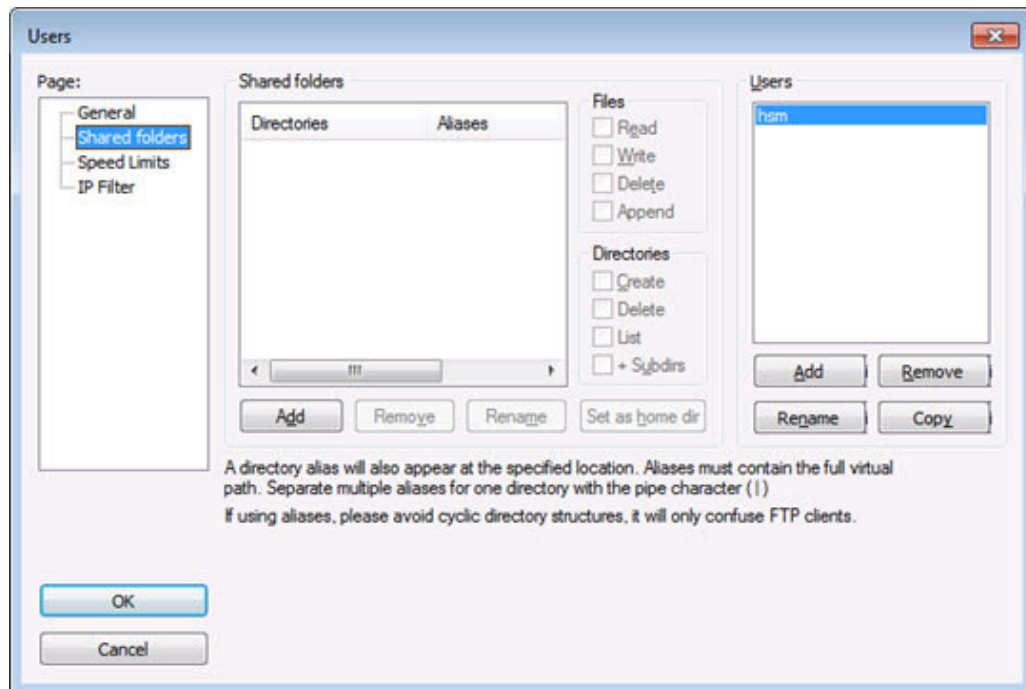 Users
Page:
General
Shared folders
Speed Limits
IP Filter
Shared folders
Directories Aliases
Files
Read
Write
Delete
Append
Directories
Create
Delete
List
+ Subdirs
Add Remove Rename Set as home dir
Users
hsm
Add Remove
Rename Copy
A directory alias will also appear at the specified location. Aliases must contain the full virtual
path. Separate multiple aliases for one directory with the pipe character (|)
If using aliases, please avoid cyclic directory structures, it will only confuse FTP clients.
OK
Cancel